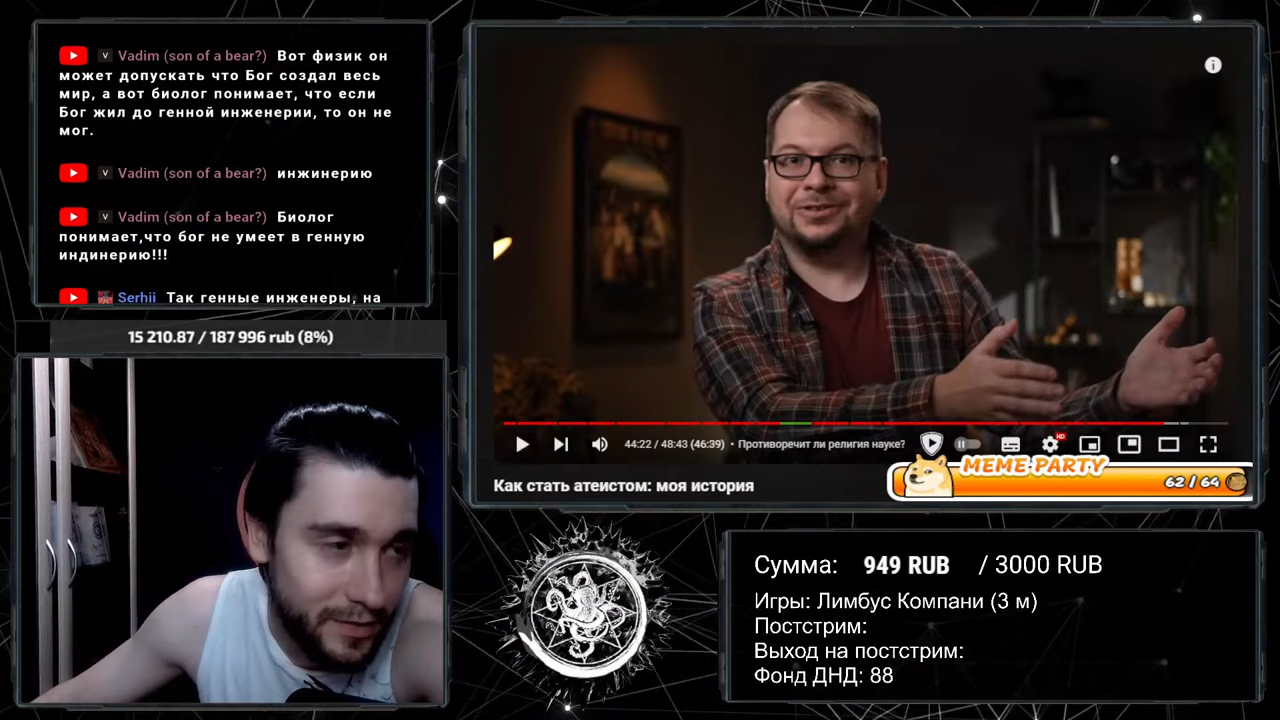 V Vadim (son of a bear?) Вот физик он
может допускать что Бог создал весь
мир, а вот биолог понимает, что если
Бог жил до генной инженерии, то он не
мог.
V Vadim (son of a bear?) инжинерию
V Vadim (son of a bear?) Биолог
понимает,что бог не умеет в генную
индинерию!!!
Serhii Так генные инженеры, на
15 210.87 / 187 996 rub (8%)
44:22 / 48:43 (46:39) • Противоречит ли религия науке?
HD
Как стать атеистом: моя история
MEME PARTY
62 / 64
Сумма: 949 RUB / 3000 RUB
Игры: Лимбус Компани (3 м)
Постстрим:
Выход на постстрим:
Фонд ДНД: 88